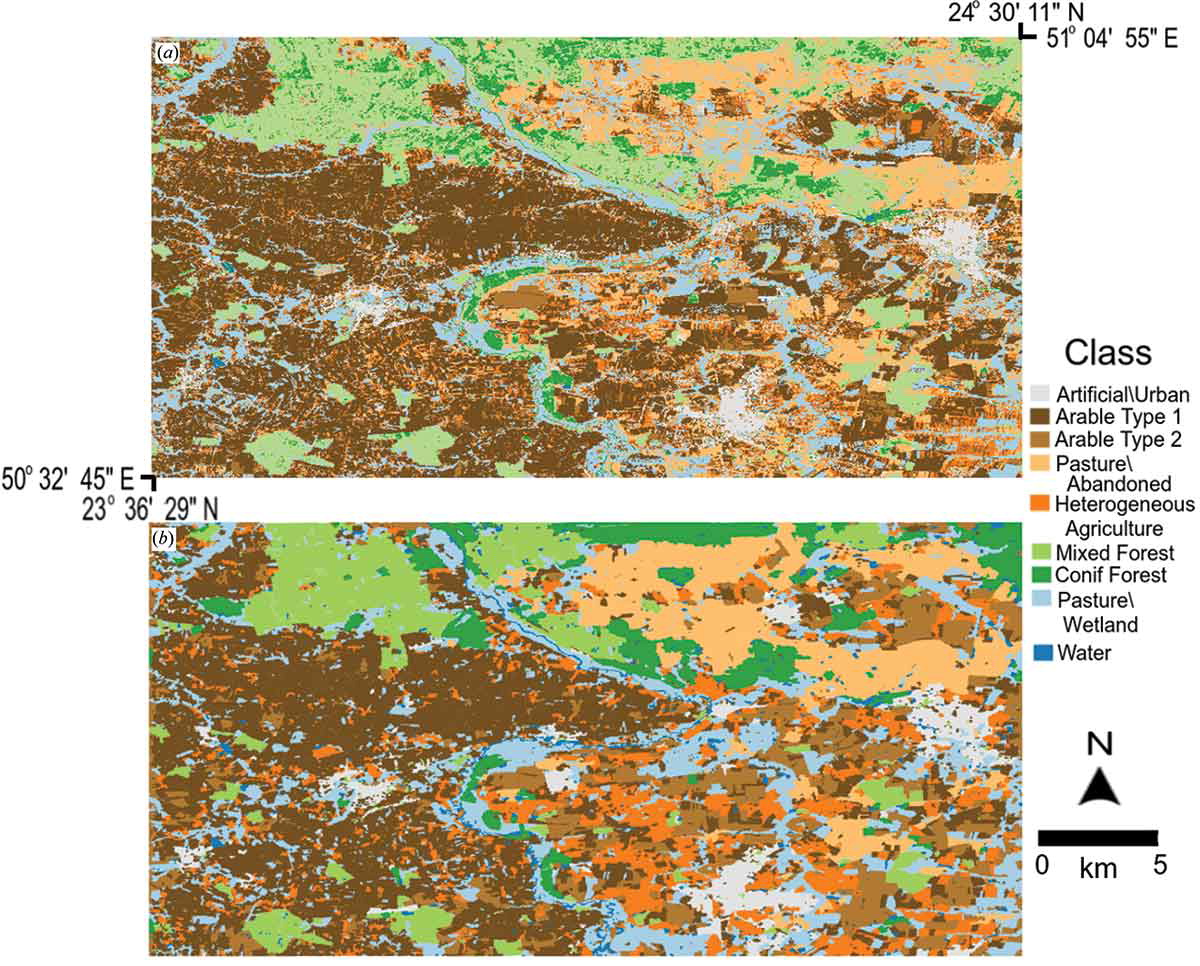 24° 30' 11" N
51° 04' 55" E
(a)
Class
Artificial\Urban
Arable Type 1
Arable Type 2
Pasture\
Abandoned
Heterogeneous
Agriculture
Mixed Forest
Conif Forest
Pasture\
Wetland
Water
50° 32' 45" E
23° 36' 29" N
(b)
N
0 km 5